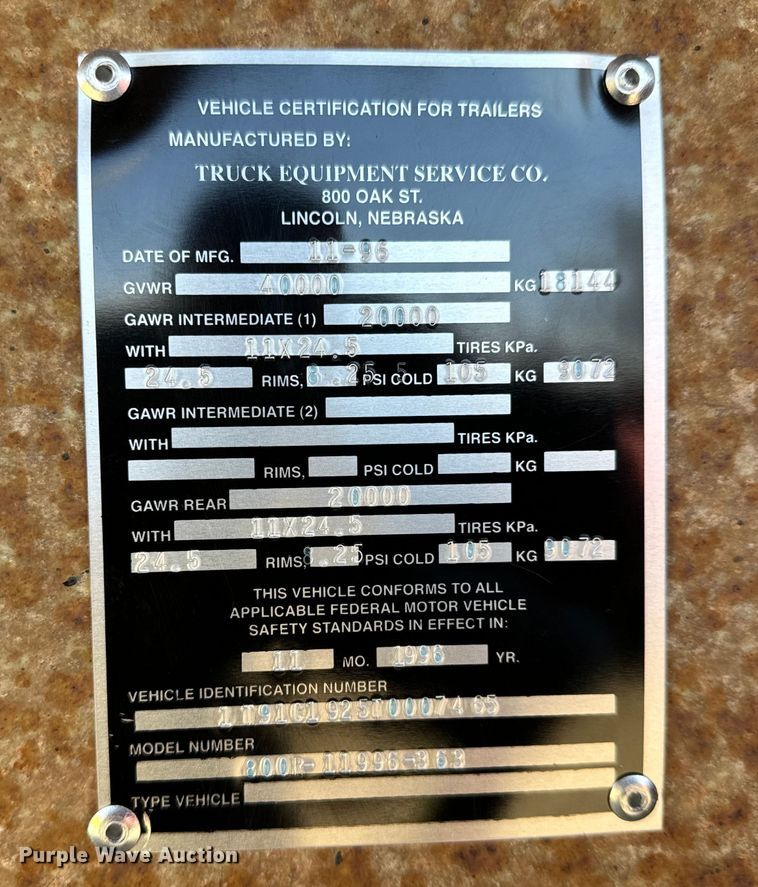 VEHICLE CERTIFICATION FOR TRAILERS
MANUFACTURED BY:
TRUCK EQUIPMENT SERVICE CO.
800 OAK ST.
LINCOLN, NEBRASKA
DATE OF MFG. 11-96
GVWR 40000 KG 18144
GAWR INTERMEDIATE (1) 20000
WITH 11X24.5 TIRES KPa.
24.5 RIMS, 8.25 5 PSI COLD 105 KG 9072
GAWR INTERMEDIATE (2)
WITH TIRES KPa.
RIMS, PSI COLD KG
GAWR REAR 20000
WITH 11X24.5 TIRES KPa.
24.5 RIMS, 8.25 PSI COLD 105 KG 9072
THIS VEHICLE CONFORMS TO ALL
APPLICABLE FEDERAL MOTOR VEHICLE
SAFETY STANDARDS IN EFFECT IN:
11 MO. 1996 YR.
VEHICLE IDENTIFICATION NUMBER
MODEL NUMBER
TYPE VEHICLE
Purple Wave Auction